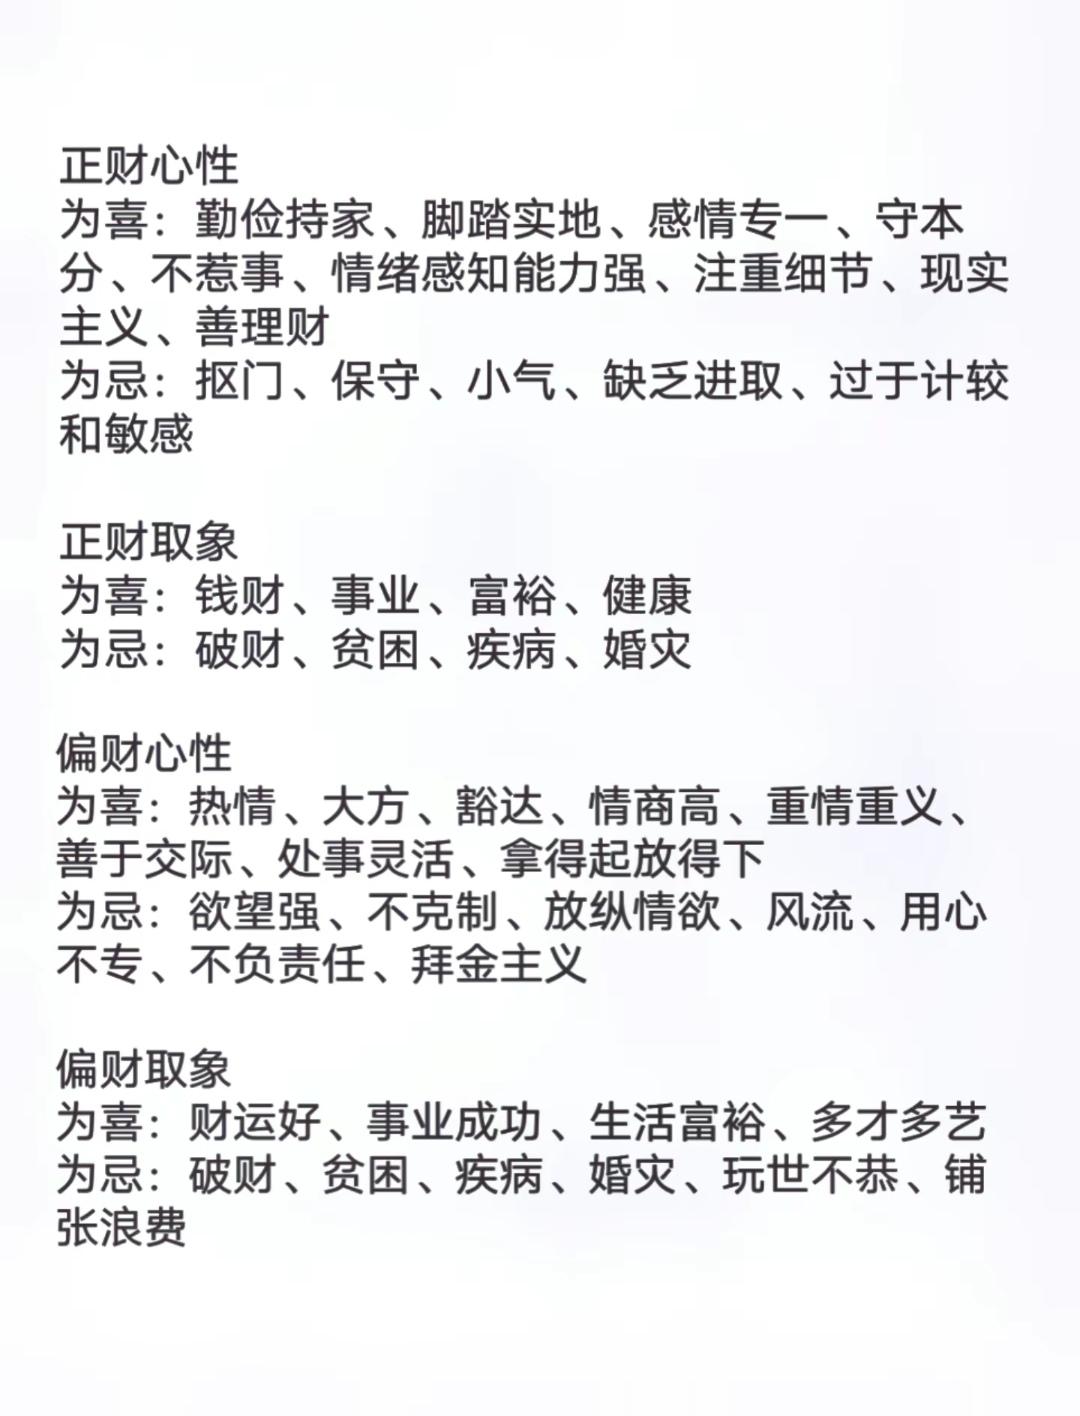 正财心性
为喜：勤俭持家、脚踏实地、感情专一、守本
分、不惹事、情绪感知能力强、注重细节、现实
主义、善理财
为忌：抠门、保守、小气、缺乏进取、过于计较
和敏感
正财取象
为喜：钱财、事业、富裕、健康
为忌：破财、贫困、疾病、婚灾
偏财心性
为喜：热情、大方、豁达、情商高、重情重义、
善于交际、处事灵活、拿得起放得下
为忌：欲望强、不克制、放纵情欲、风流、用心
不专、不负责任、拜金主义
偏财取象
为喜：财运好、事业成功、生活富裕、多才多艺
为忌：破财、贫困、疾病、婚灾、玩世不恭、铺
张浪费